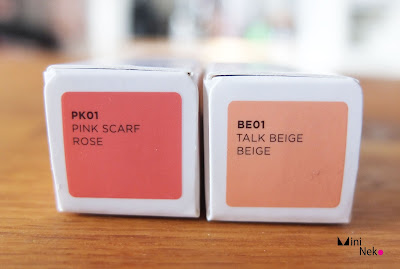 PK01
PINK SCARF
ROSE
BE01
TALK BEIGE
BEIGE
Mini
Neko